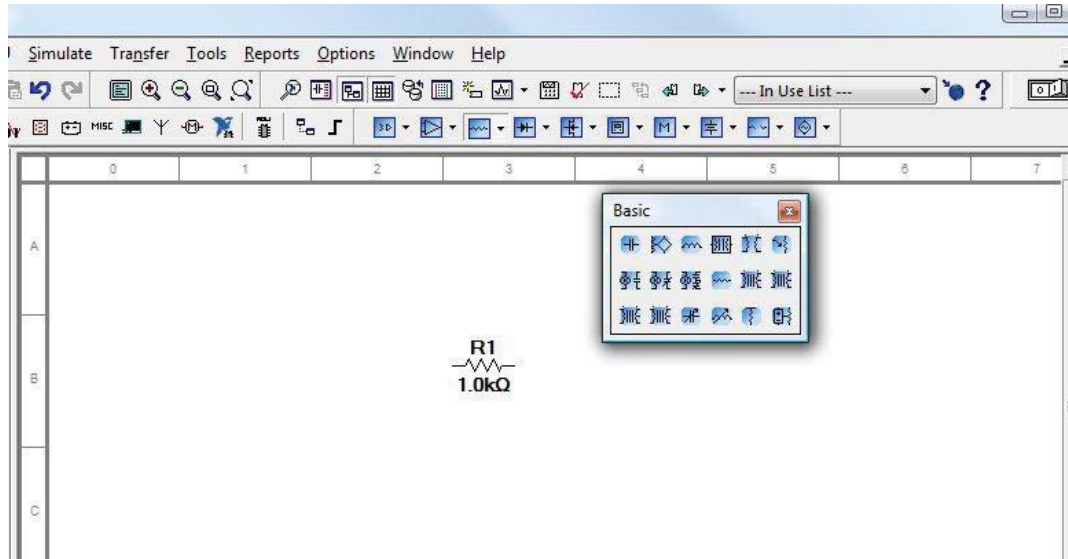 Simulate Transfer Tools Reports Options Window Help
--- In Use List --- ?
MISC 3D M
0 1 2 3 4 5 6 7
Basic
A
R1
B
1.0kΩ
C